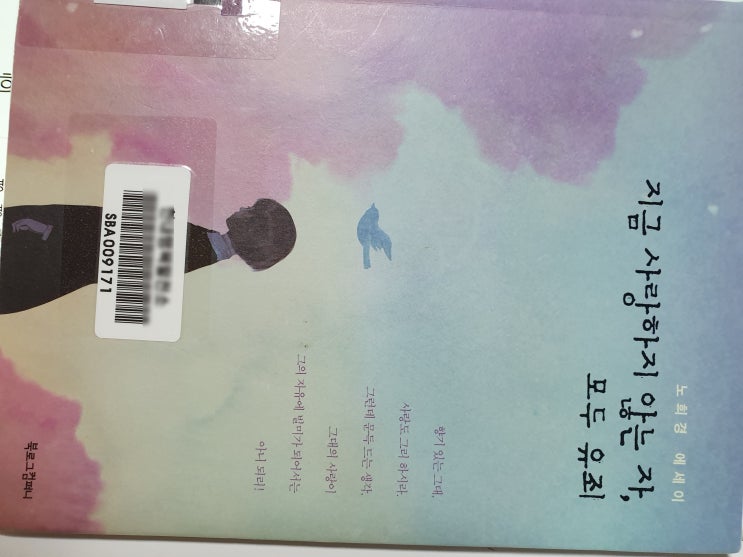 지금 사랑하지 않는 자,
모두 유죄
노희경 에세이
향기 있는 그대,
사랑도 그리 하시라.
그런데 문득 드는 생각,
그대의 사랑이
그의 자유에 빌미가 되어서는
아니 되리!
SBA009171
북로그컴퍼니